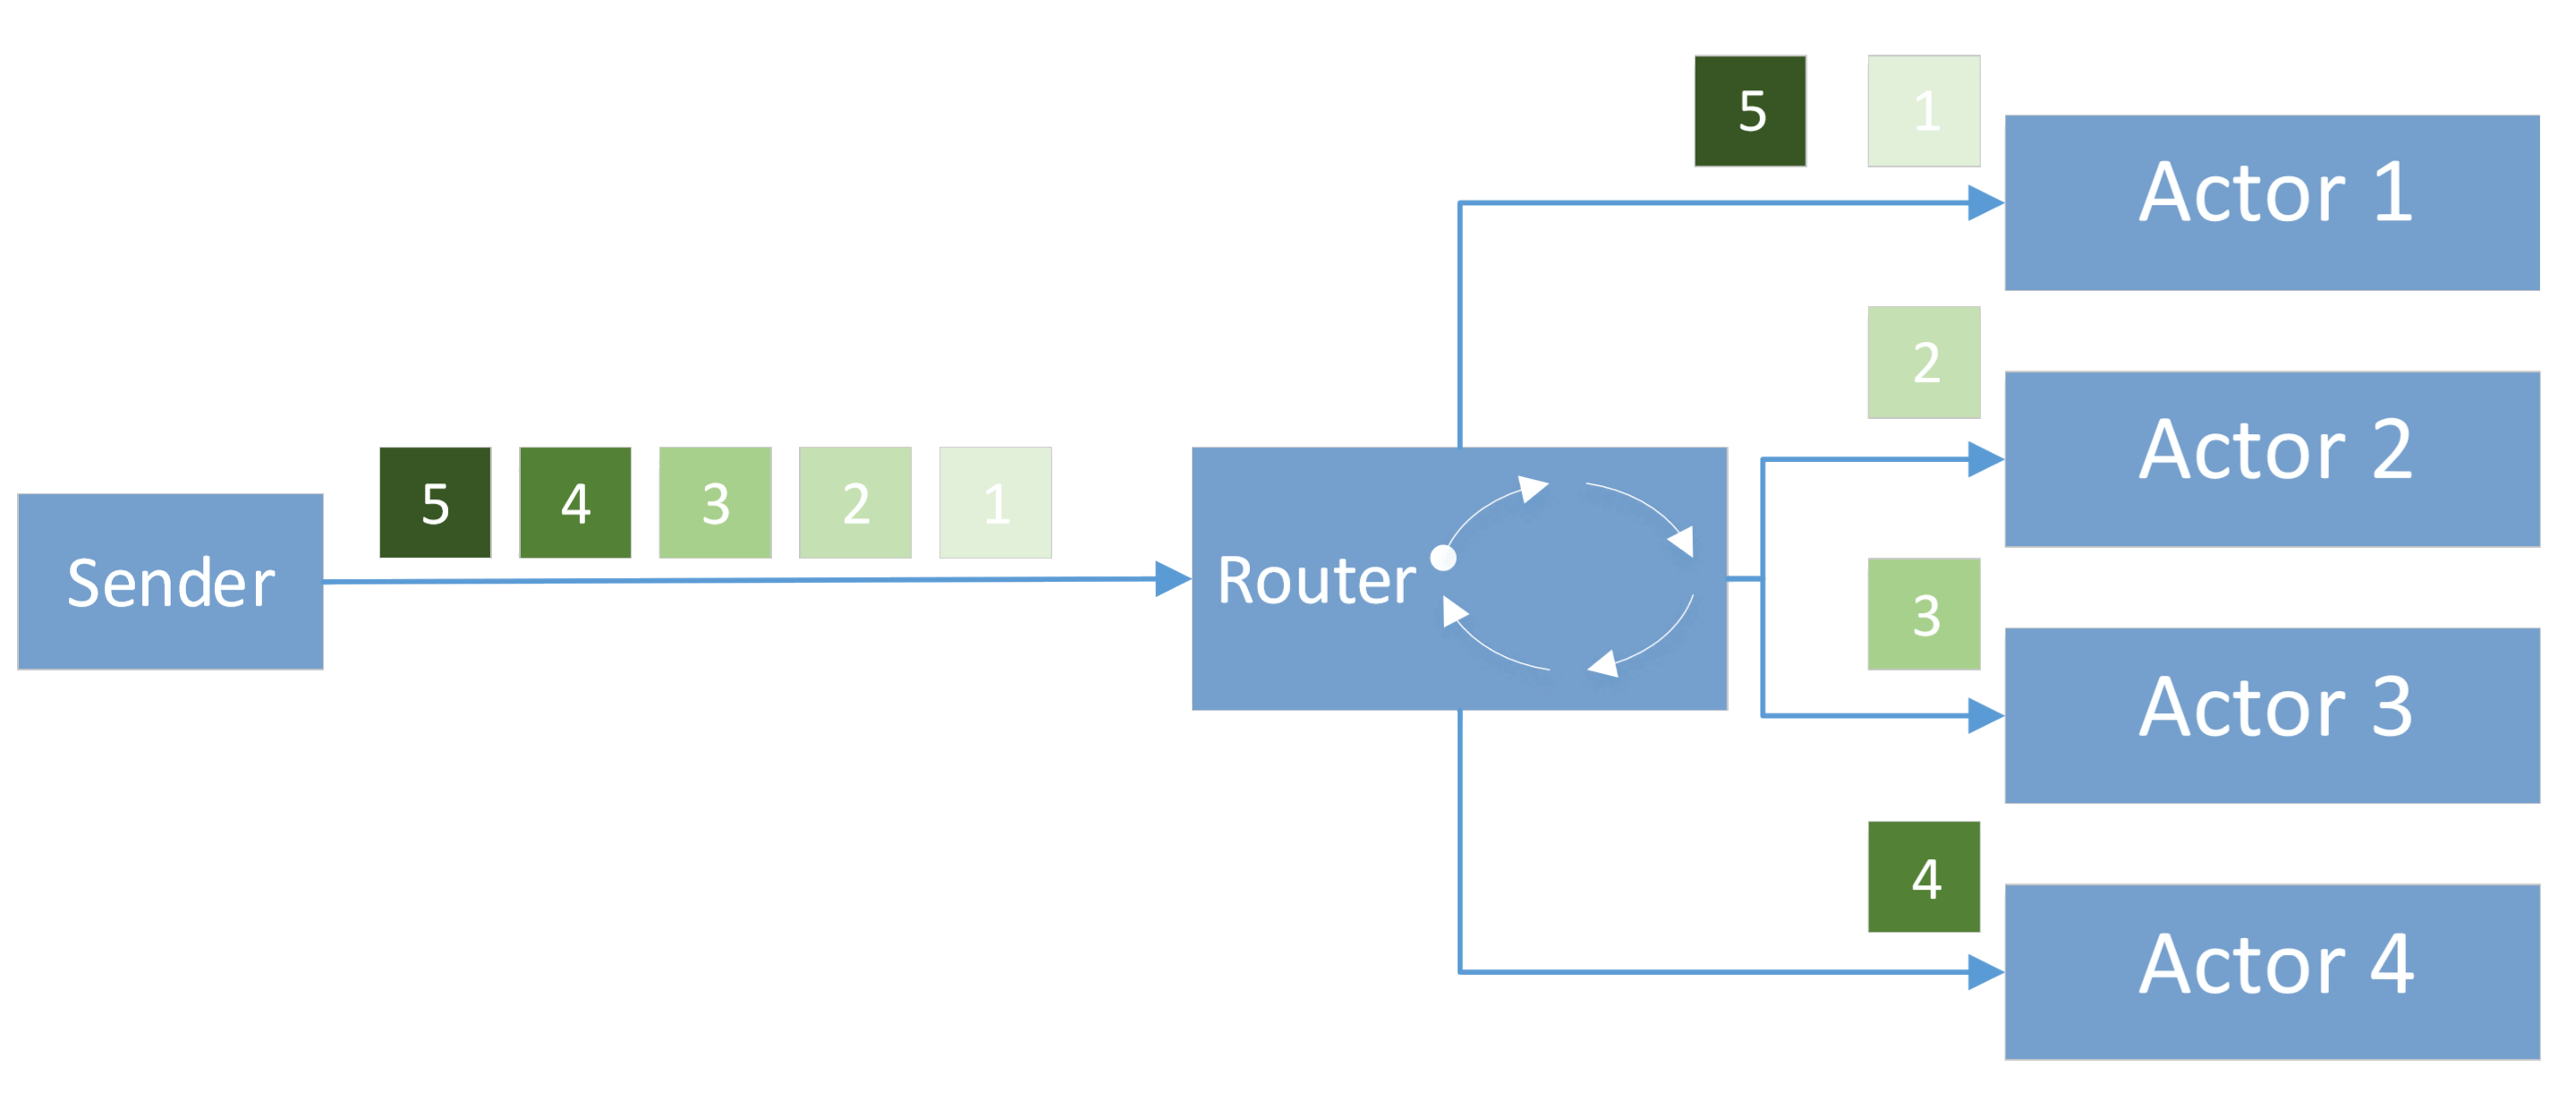 5 1
Actor 1
2
Actor 2
5 4 3 2 1
Sender
Router
3
Actor 3
4
Actor 4